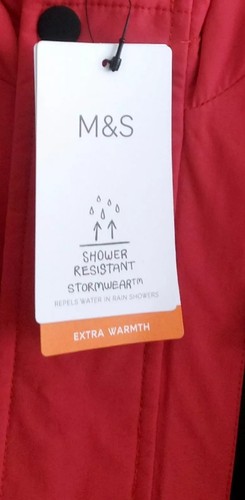 M&S
SHOWER
RESISTANT
STORMWEAR™
REPELS WATER IN RAIN SHOWERS
EXTRA WARMTH